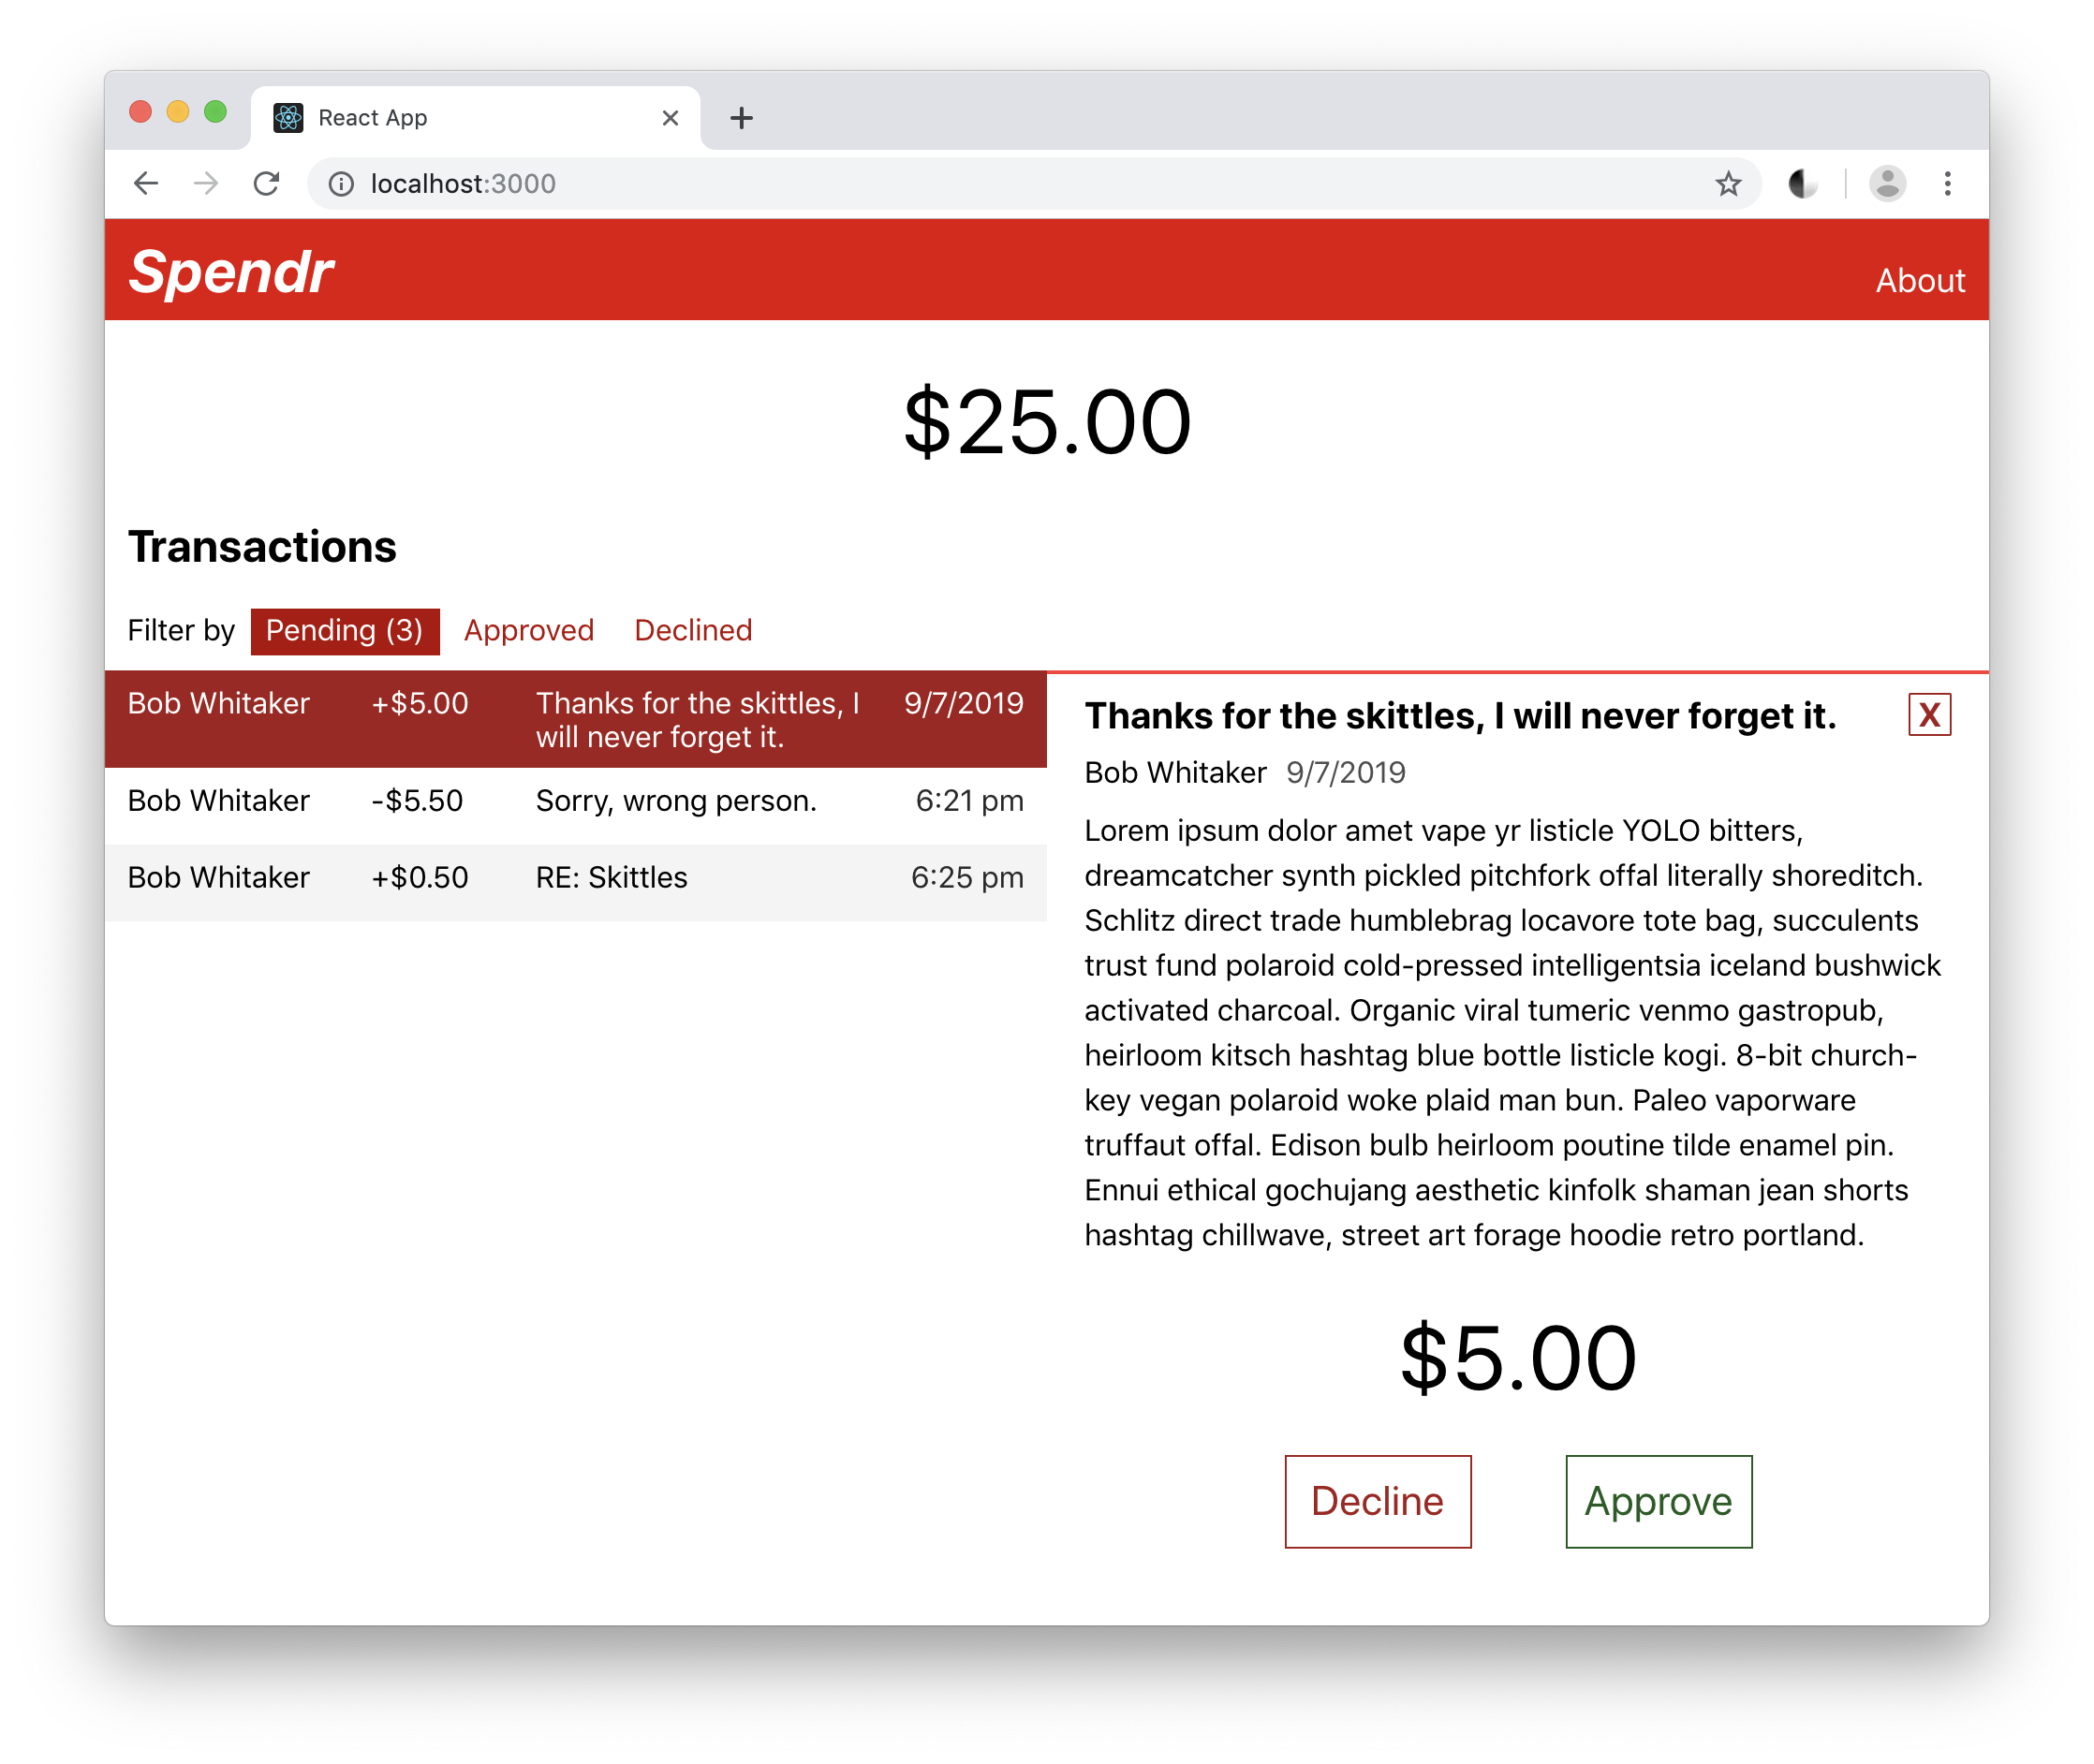 React App
localhost:3000
Spendr
About
$25.00
Transactions
Filter by Pending (3) Approved Declined
Bob Whitaker +$5.00 Thanks for the skittles, I 9/7/2019
will never forget it.
Bob Whitaker -$5.50 Sorry, wrong person. 6:21 pm
Bob Whitaker +$0.50 RE: Skittles 6:25 pm
Thanks for the skittles, I will never forget it. X
Bob Whitaker 9/7/2019
Lorem ipsum dolor amet vape yr listicle YOLO bitters,
dreamcatcher synth pickled pitchfork offal literally shoreditch.
Schlitz direct trade humblebrag locavore tote bag, succulents
trust fund polaroid cold-pressed intelligentsia iceland bushwick
activated charcoal. Organic viral tumeric venmo gastropub,
heirloom kitsch hashtag blue bottle listicle kogi. 8-bit church-
key vegan polaroid woke plaid man bun. Paleo vaporware
truffaut offal. Edison bulb heirloom poutine tilde enamel pin.
Ennui ethical gochujang aesthetic kinfolk shaman jean shorts
hashtag chillwave, street art forage hoodie retro portland.
$5.00
Decline Approve